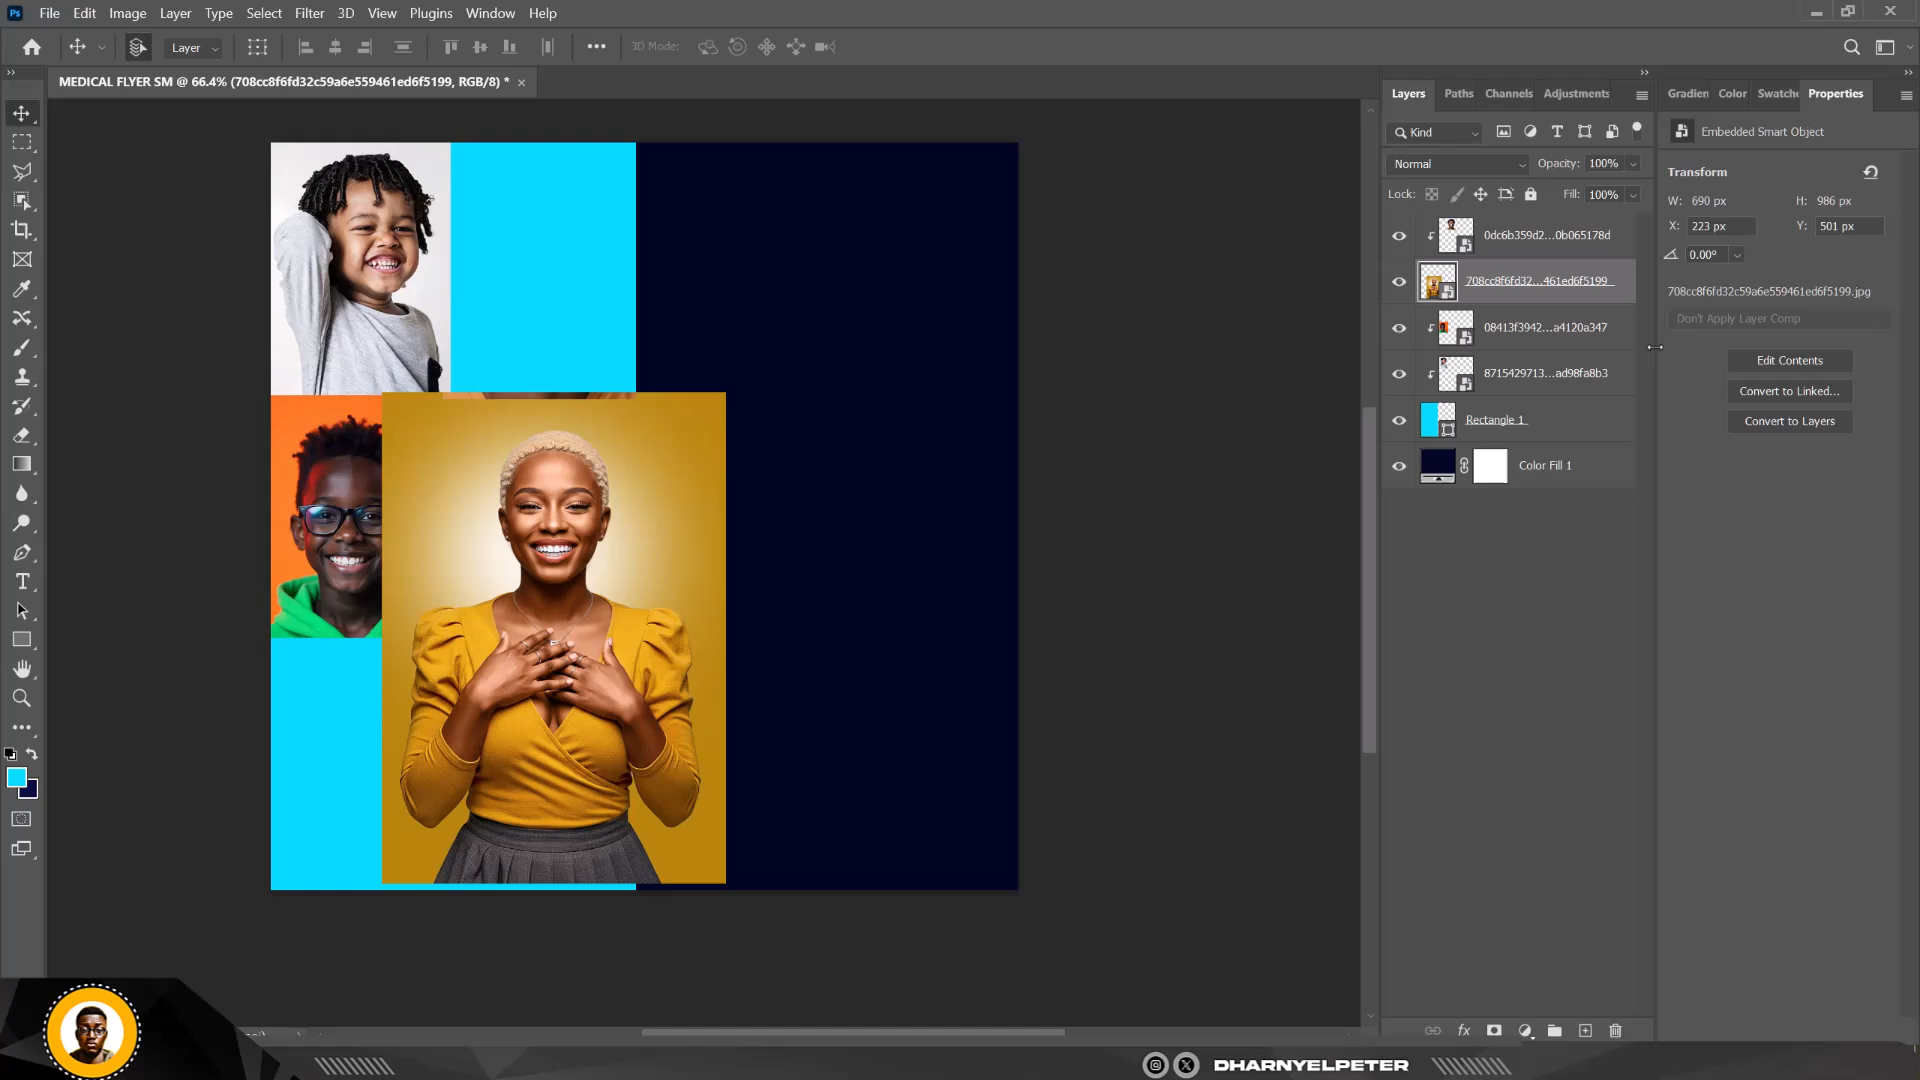 Ps File Edit Image Layer Type Select Filter 3D View Plugins Window Help
Layer 3D Mode:
MEDICAL FLYER SM @ 66.4% (708cc8f6fd32c59a6e559461ed6f5199, RGB/8) *
Layers Paths Channels Adjustments
Kind
Normal Opacity: 100%
Lock: Fill: 100%
0dc6b359d2...0b065178d
708cc8f6fd32...461ed6f5199
08413f3942...a4120a347
8715429713...ad98fa8b3
Rectangle 1
Color Fill 1
fx
Gradien Color Swatche Properties
Embedded Smart Object
Transform
W: 690 px H: 986 px
X: 223 px Y: 501 px
0.00°
708cc8f6fd32c59a6e559461ed6f5199.jpg
Don't Apply Layer Comp
Edit Contents
Convert to Linked...
Convert to Layers
DHARNYELPETER